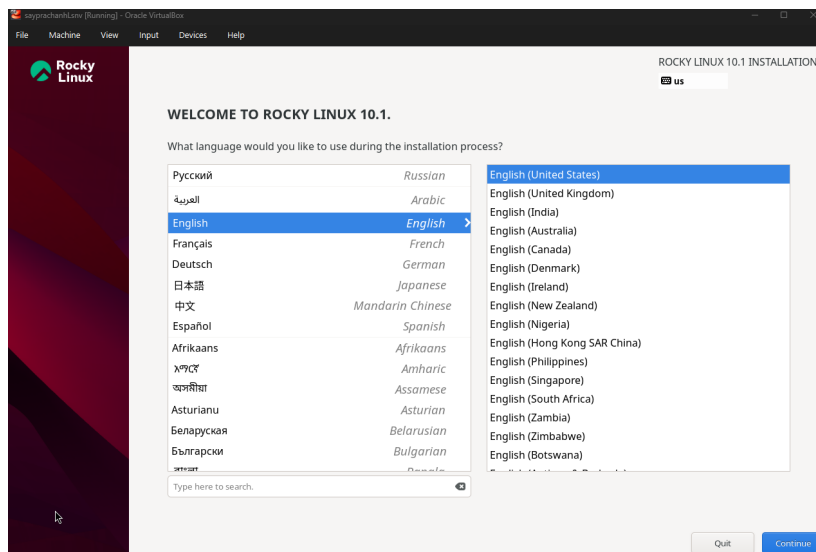 sayprachanhLsnv [Running] - Oracle VirtualBox
File Machine View Input Devices Help
Rocky Linux
ROCKY LINUX 10.1 INSTALLATION
us
WELCOME TO ROCKY LINUX 10.1.
What language would you like to use during the installation process?
Русский Russian
العربية Arabic
English English
Français French
Deutsch German
日本語 Japanese
中文 Mandarin Chinese
Español Spanish
Afrikaans Afrikaans
አማርኛ Amharic
অসমীয়া Assamese
Asturianu Asturian
Беларуская Belarusian
Български Bulgarian
English (United States)
English (United Kingdom)
English (India)
English (Australia)
English (Canada)
English (Denmark)
English (Ireland)
English (New Zealand)
English (Nigeria)
English (Hong Kong SAR China)
English (Philippines)
English (Singapore)
English (South Africa)
English (Zambia)
English (Zimbabwe)
English (Botswana)
Type here to search.
Quit Continue